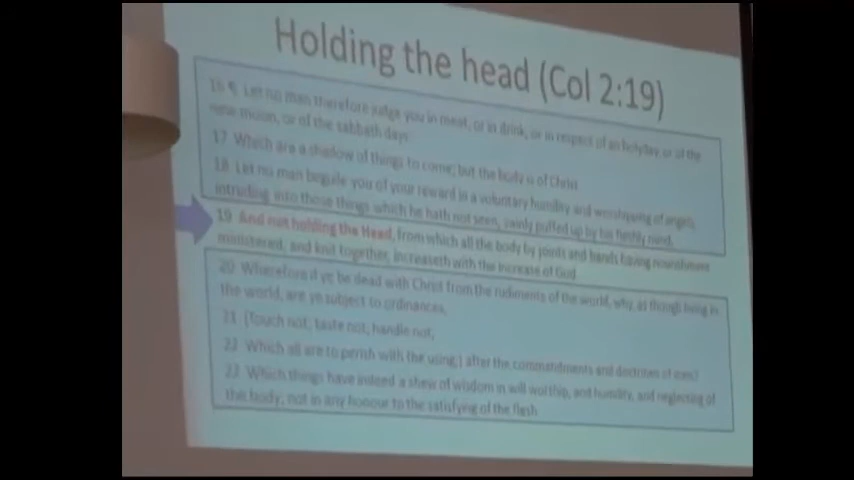 Holding the head (Col 2:19)
16 ¶ Let no man therefore judge you in meat, or in drink, or in respect of an holyday, or of the
new moon, or of the sabbath days
17 Which are a shadow of things to come; but the body is of Christ
18 Let no man beguile you of your reward in a voluntary humility and worshipping of angels,
intruding into those things which he hath not seen, vainly puffed up by his fleshly mind,
19 And not holding the Head, from which all the body by joints and bands having nourishment
ministered, and knit together, increaseth with the increase of God
20 Wherefore if ye be dead with Christ from the rudiments of the world, why, as though living in
the world, are ye subject to ordinances,
21 (Touch not; taste not; handle not;
22 Which all are to perish with the using;) after the commandments and doctrines of men?
23 Which things have indeed a shew of wisdom in will worship, and humility, and neglecting of
the body; not in any honour to the satisfying of the flesh